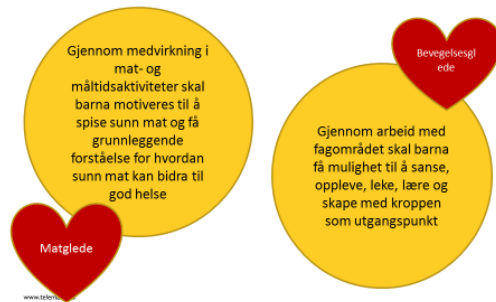 Gjennom medvirkning i
mat- og
måltidsaktiviteter skal
barna motiveres til å
spise sunn mat og få
grunnleggende
forståelse for hvordan
sunn mat kan bidra til
god helse
Matglede
Bevegelsesgl
ede
Gjennom arbeid med
fagområdet skal barna
få mulighet til å sanse,
oppleve, leke, lære og
skape med kroppen
som utgangspunkt